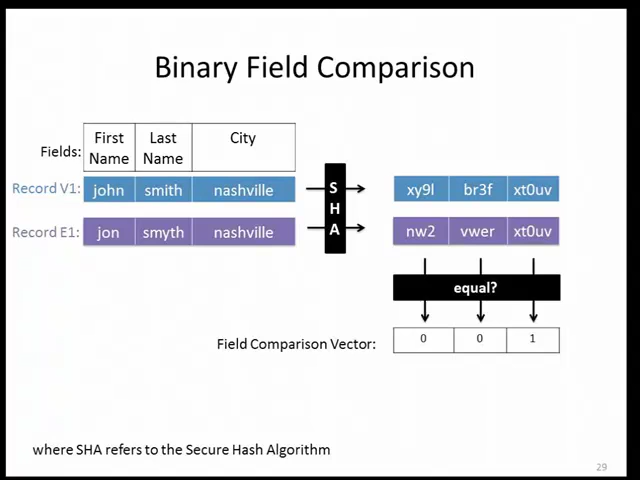 Binary Field Comparison
Fields: First Name Last Name City
Record V1: john smith nashville
Record E1: jon smyth nashville
SHA
xy9l br3f xt0uv
nw2 vwer xt0uv
equal?
Field Comparison Vector: 0 0 1
where SHA refers to the Secure Hash Algorithm
29